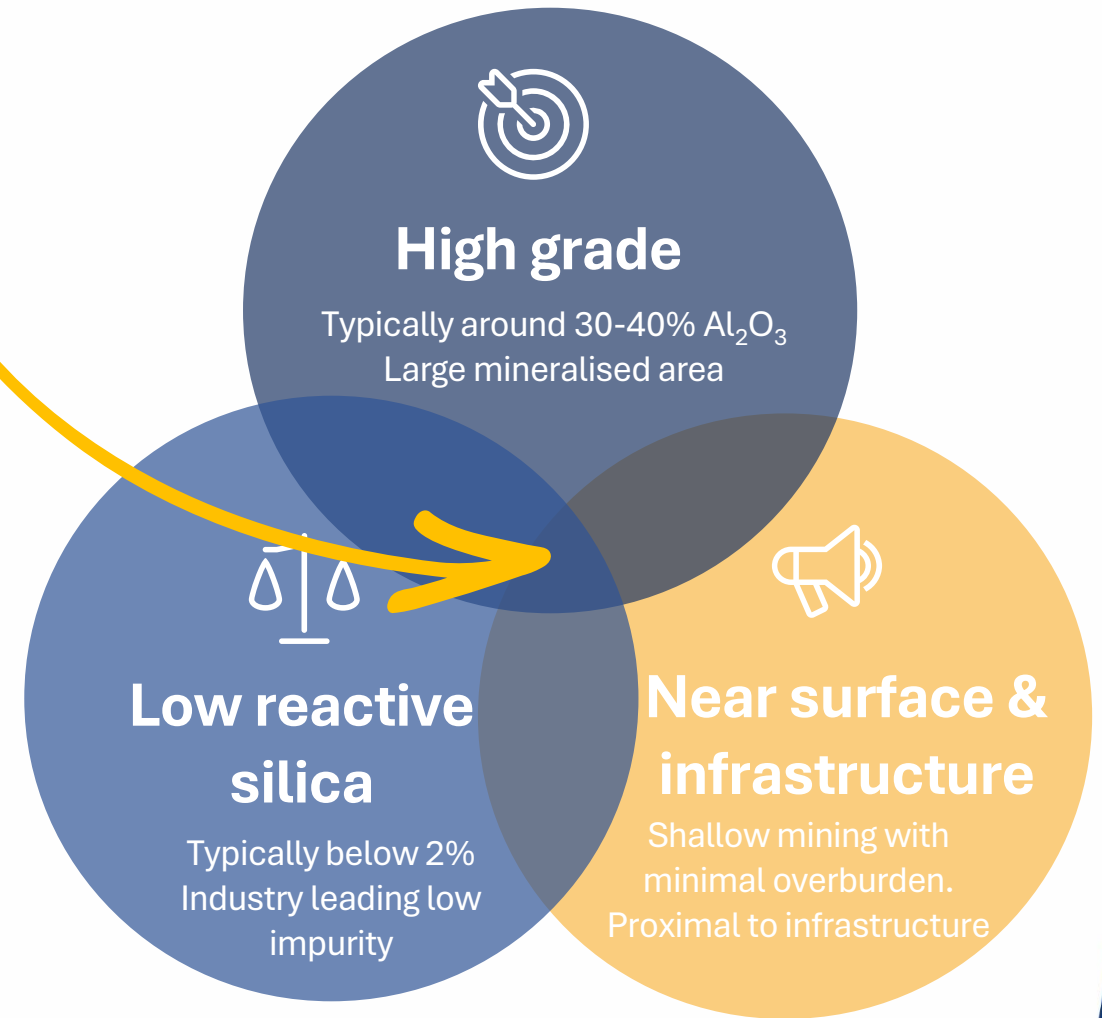 High grade
Typically around 30-40% Al₂O₃
Large mineralised area
Low reactive
silica
Typically below 2%
Industry leading low
impurity
Near surface &
infrastructure
Shallow mining with
minimal overburden.
Proximal to infrastructure